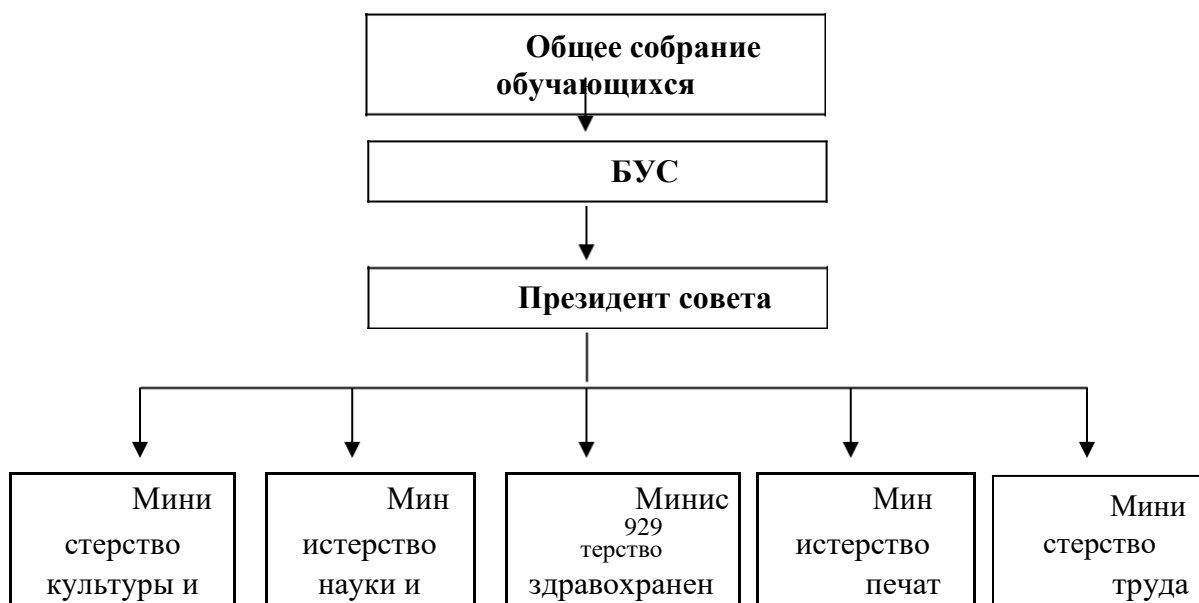 Общее собрание
обучающихся
БУС
Президент совета
Мини
стерство
культуры и
Мин
истерство
науки и
Минис
929
терство
здравохранен
Мин
истерство
печат
Мини
стерство
труда